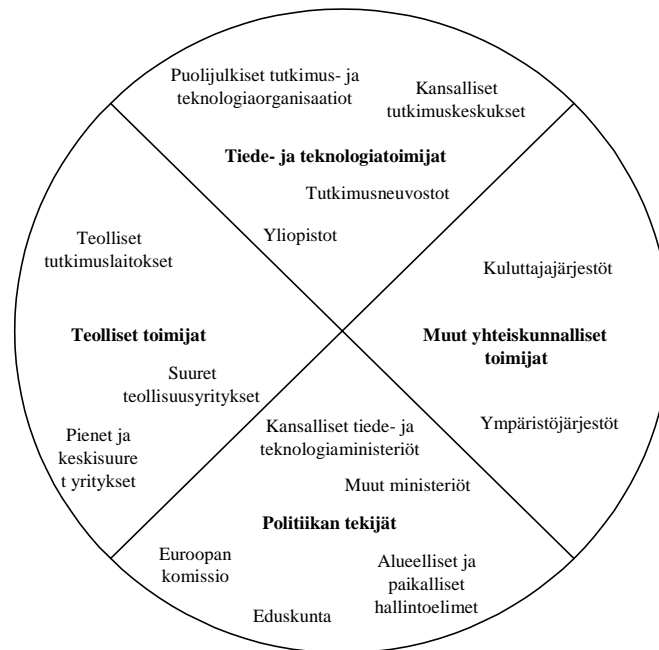 Puolijulkiset tutkimus- ja
teknologiaorganisaatiot
Kansalliset
tutkimuskeskukset
Tiede- ja teknologiatoimijat
Tutkimusneuvostot
Yliopistot
Teolliset
tutkimuslaitokset
Teolliset toimijat
Suuret
teollisuusyritykset
Pienet ja
keskisuure
t yritykset
Kuluttajajärjestöt
Muut yhteiskunnalliset
toimijat
Ympäristöjärjestöt
Kansalliset tiede- ja
teknologiaministeriöt
Muut ministeriöt
Politiikan tekijät
Euroopan
komissio
Alueelliset ja
paikalliset
hallintoelimet
Eduskunta